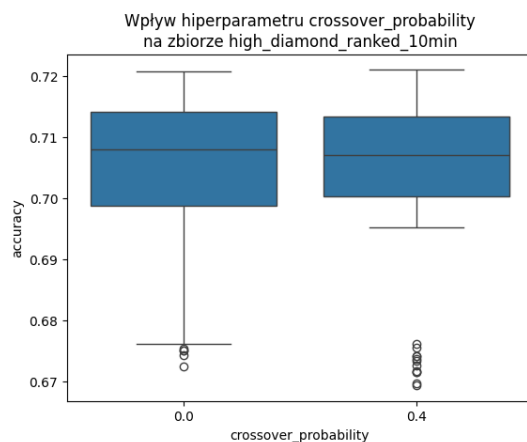 Wpływ hiperparametru crossover_probability
na zbiorze high_diamond_ranked_10min
0.72
0.71
0.70
0.69
0.68
0.67
accuracy
0.0
0.4
crossover_probability